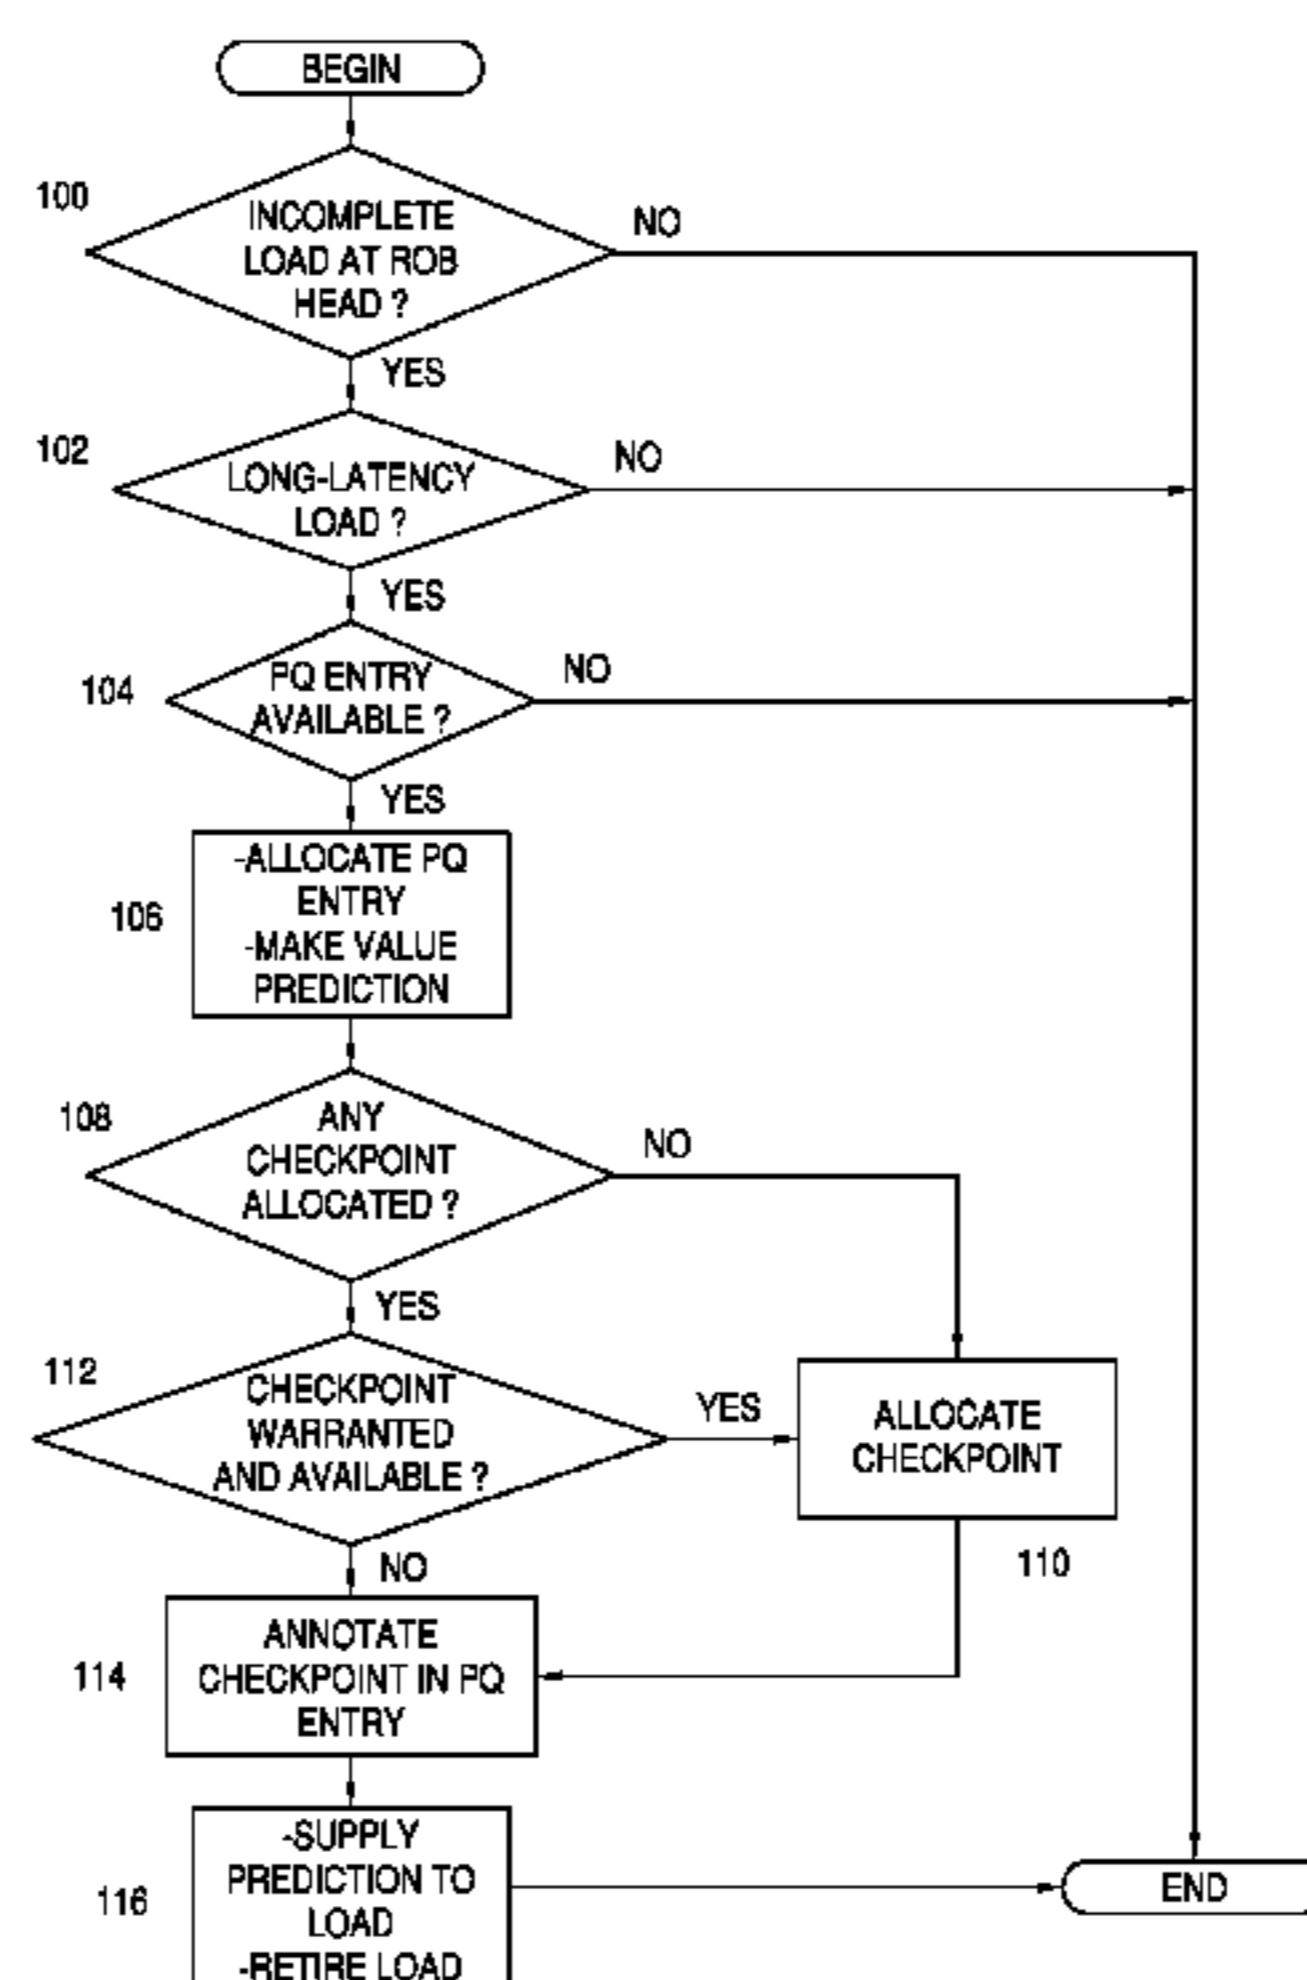 BEGIN
100
INCOMPLETE
LOAD AT ROB
HEAD ?
NO
YES
102
LONG-LATENCY
LOAD ?
NO
YES
104
PQ ENTRY
AVAILABLE ?
NO
YES
106
-ALLOCATE PQ
ENTRY
-MAKE VALUE
PREDICTION
108
ANY
CHECKPOINT
ALLOCATED ?
NO
YES
112
CHECKPOINT
WARRANTED
AND AVAILABLE ?
YES
ALLOCATE
CHECKPOINT
110
NO
114
ANNOTATE
CHECKPOINT IN PQ
ENTRY
116
-SUPPLY
PREDICTION TO
LOAD
-RETIRE LOAD
END